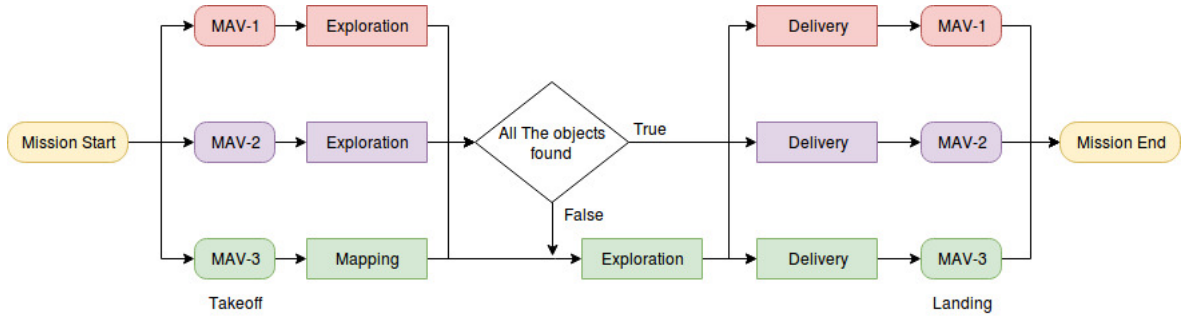 MAV-1
Exploration
Delivery
MAV-1
Mission Start
MAV-2
Exploration
All The objects
found
True
Delivery
MAV-2
Mission End
False
MAV-3
Mapping
Exploration
Delivery
MAV-3
Takeoff
Landing